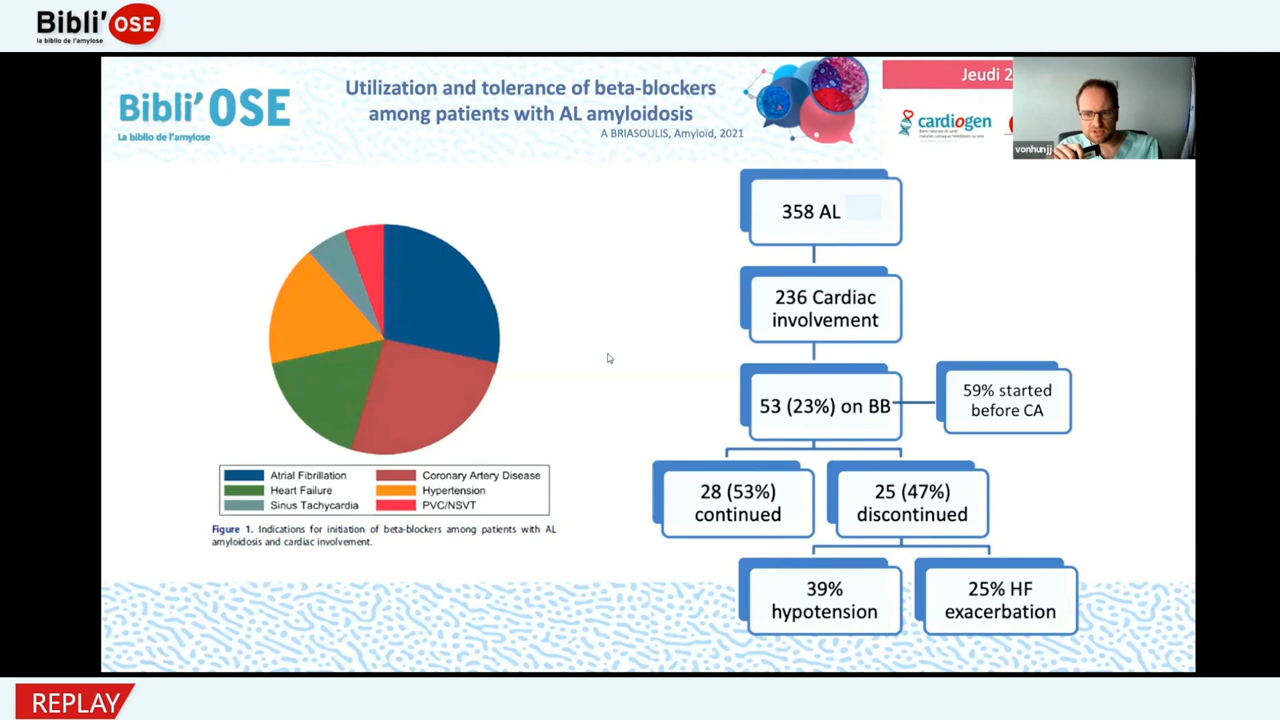 Bibli'OSE
la biblio de l'amylose
Bibli'OSE
La biblio de l'amylose
Utilization and tolerance of beta-blockers
among patients with AL amyloidosis
A BRIASOULIS, Amyloid, 2021
Jeudi 2
cardiogen
vonhunjj
358 AL
236 Cardiac
involvement
53 (23%) on BB
59% started
before CA
28 (53%)
continued
25 (47%)
discontinued
39%
hypotension
25% HF
exacerbation
Atrial Fibrillation
Coronary Artery Disease
Heart Failure
Hypertension
Sinus Tachycardia
PVC/NSVT
Figure 1. Indications for initiation of beta-blockers among patients with AL
amyloidosis and cardiac involvement.
REPLAY